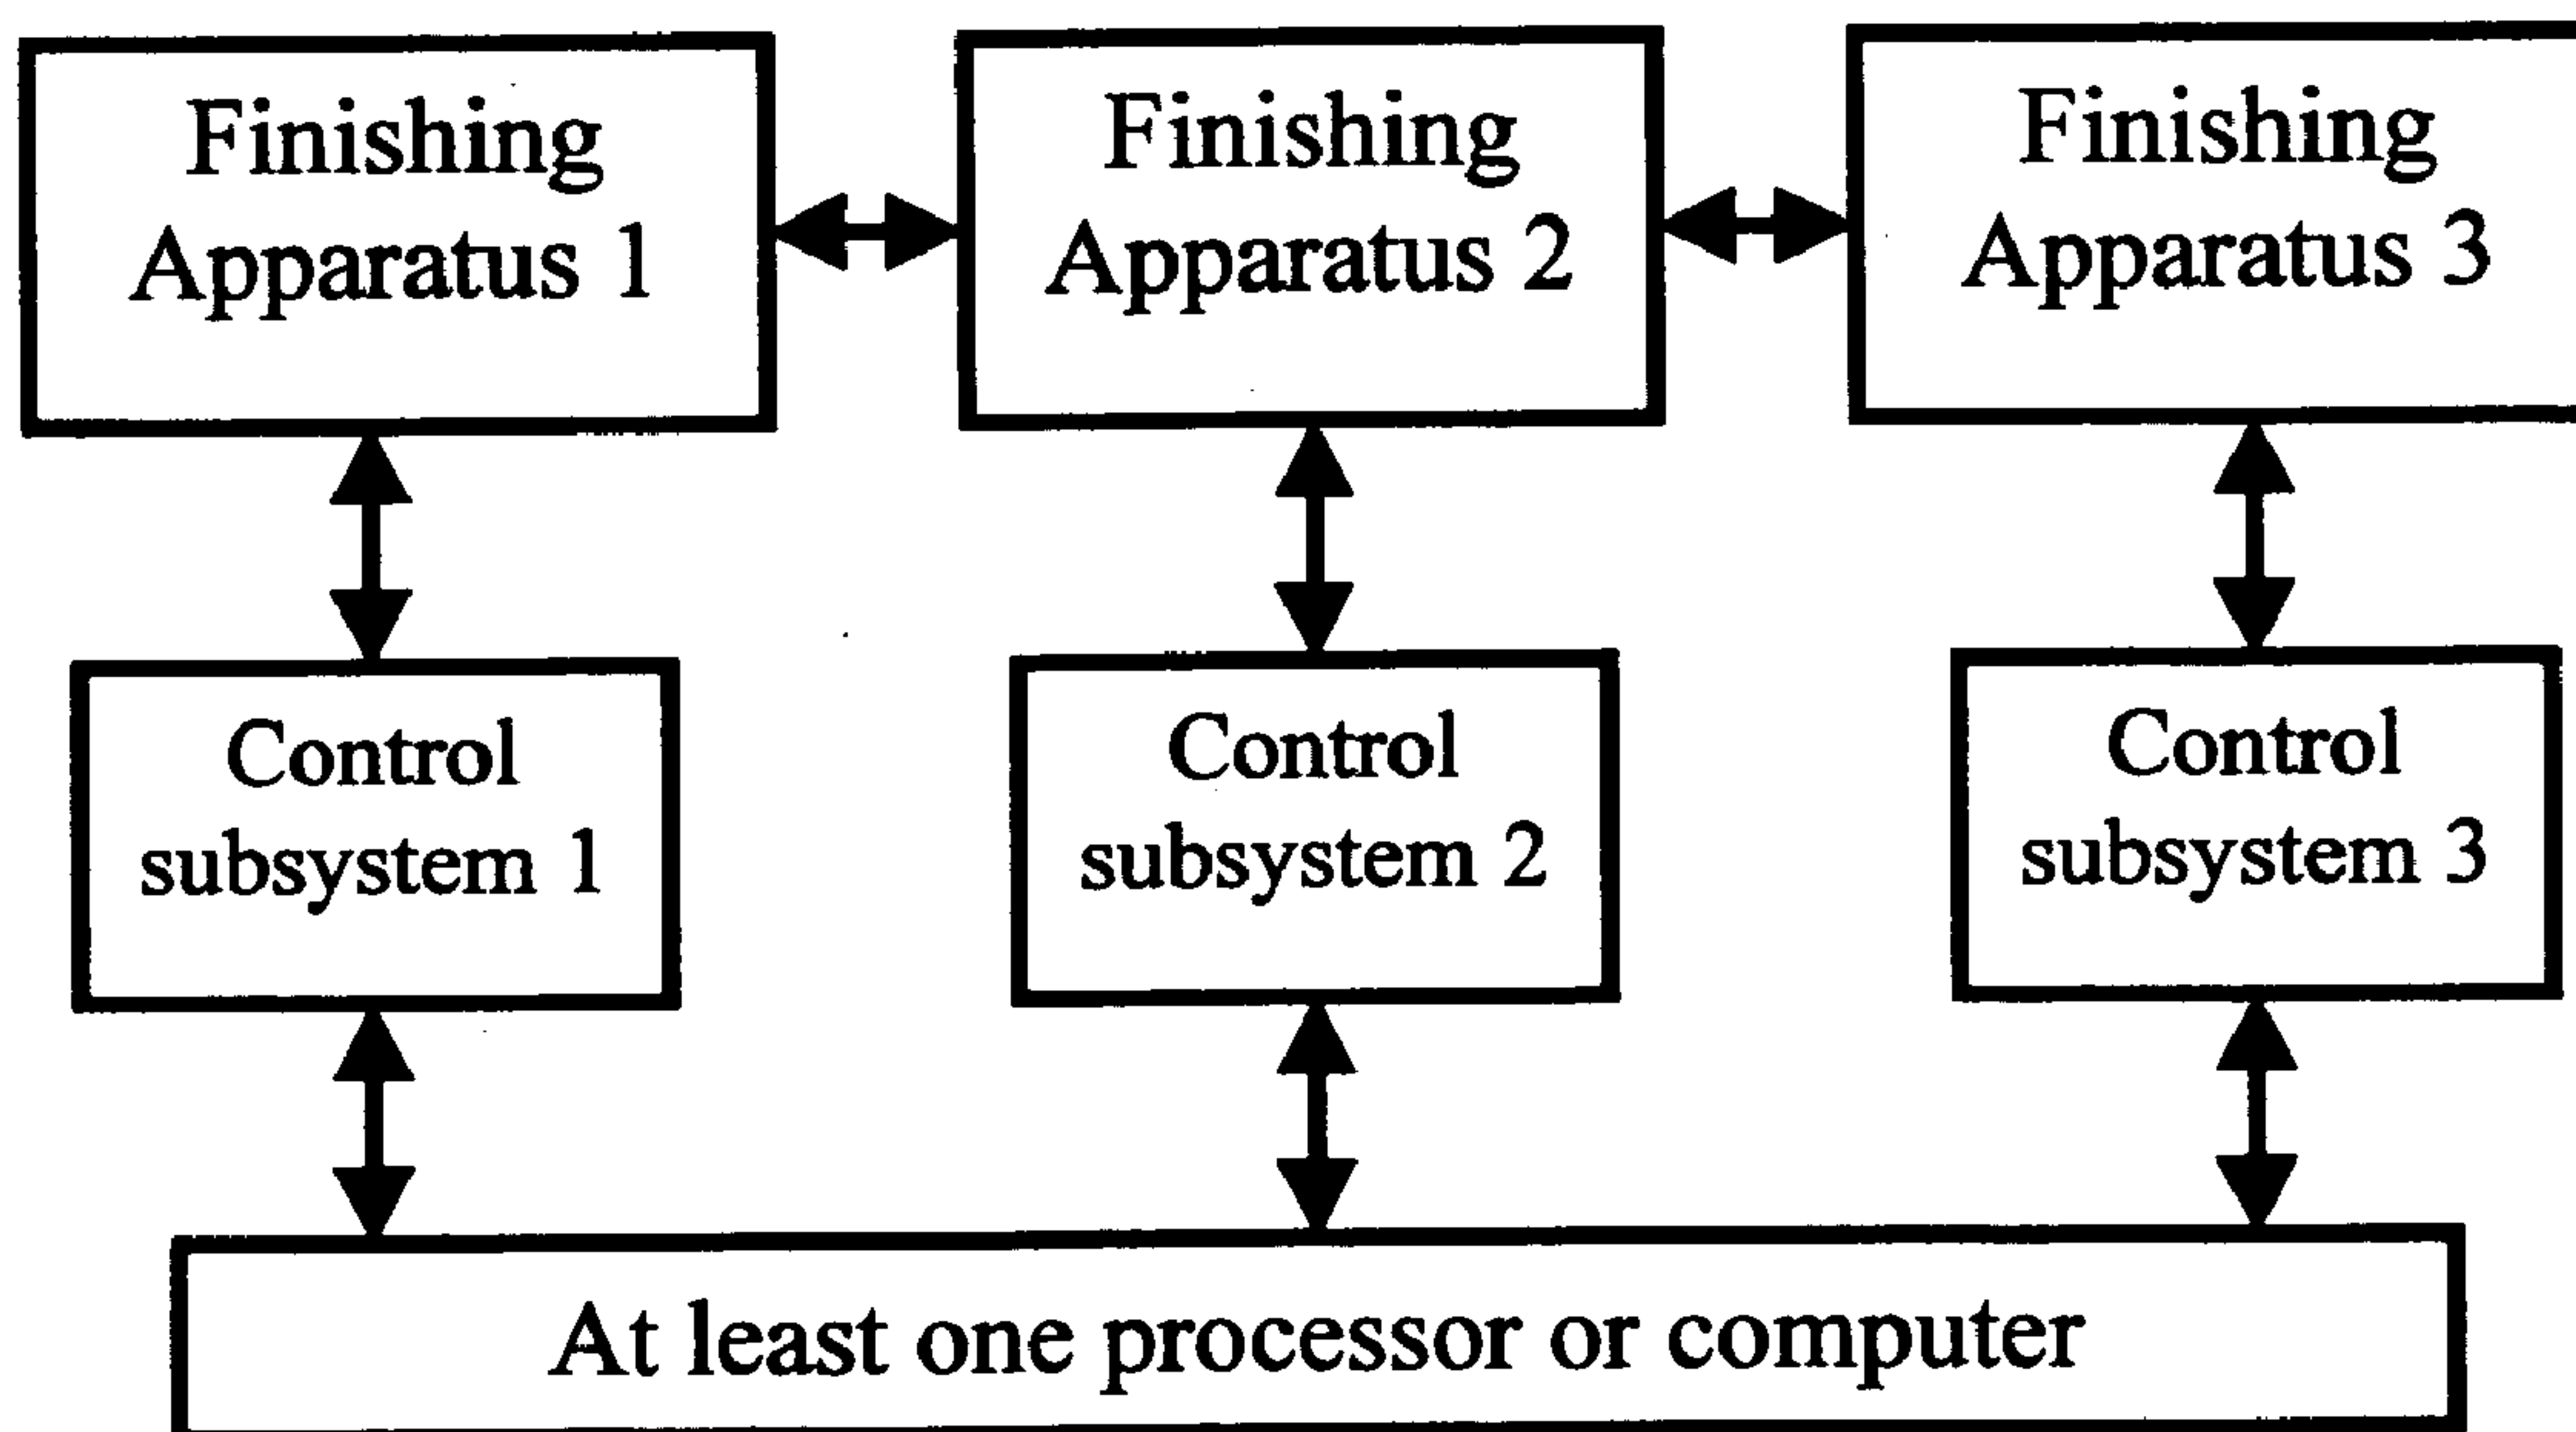 Finishing
Apparatus 1
Finishing
Apparatus 2
Finishing
Apparatus 3
Control
subsystem 1
Control
subsystem 2
Control
subsystem 3
At least one processor or computer